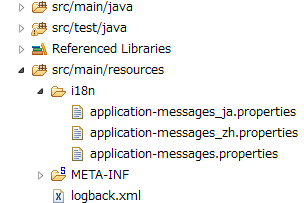 src/main/java
src/test/java
Referenced Libraries
src/main/resources
i18n
application-messages_ja.properties
application-messages_zh.properties
application-messages.properties
META-INF
logback.xml